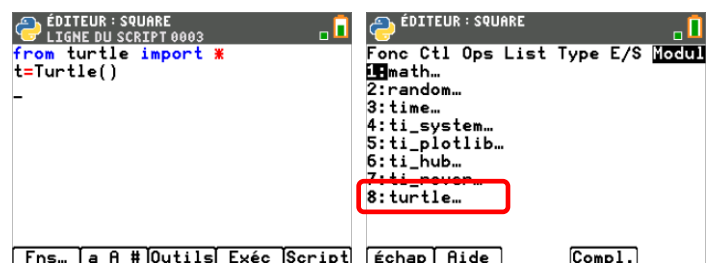 ÉDITEUR : SQUARE
LIGNE DU SCRIPT 0003
from turtle import *
t=Turtle()
_
Fns… a A # Outils Exéc Script
ÉDITEUR : SQUARE
Fonc Ctl Ops List Type E/S Modul
1:math…
2:random…
3:time…
4:ti_system…
5:ti_plotlib…
6:ti_hub…
7:ti_rover…
8:turtle…
échap Aide Compl.